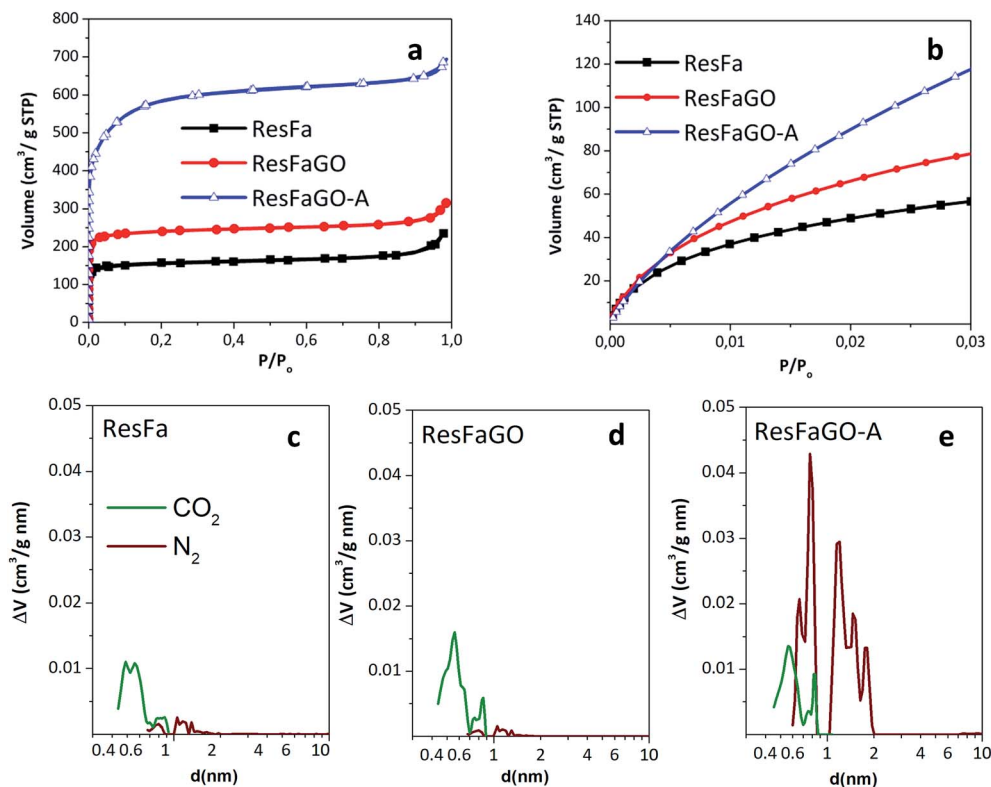 a
Volume (cm³/ g STP)
800
700
600
500
400
300
200
100
0
ResFa
ResFaGO
ResFaGO-A
0,0 0,2 0,4 0,6 0,8 1,0
P/Pₒ
b
Volume (cm³/ g STP)
140
120
100
80
60
40
20
0
ResFa
ResFaGO
ResFaGO-A
0,00 0,01 0,02 0,03
P/Pₒ
c
ResFa
ΔV (cm³/g nm)
0.05
0.04
0.03
0.02
0.01
CO₂
N₂
0.4 0.6 1 2 4 6 10
d(nm)
d
ResFaGO
ΔV (cm³/g nm)
0.05
0.04
0.03
0.02
0.01
0.4 0.6 1 2 4 6 10
d(nm)
e
ResFaGO-A
ΔV (cm³/g nm)
0.05
0.04
0.03
0.02
0.01
0.4 0.6 1 2 4 6 10
d(nm)